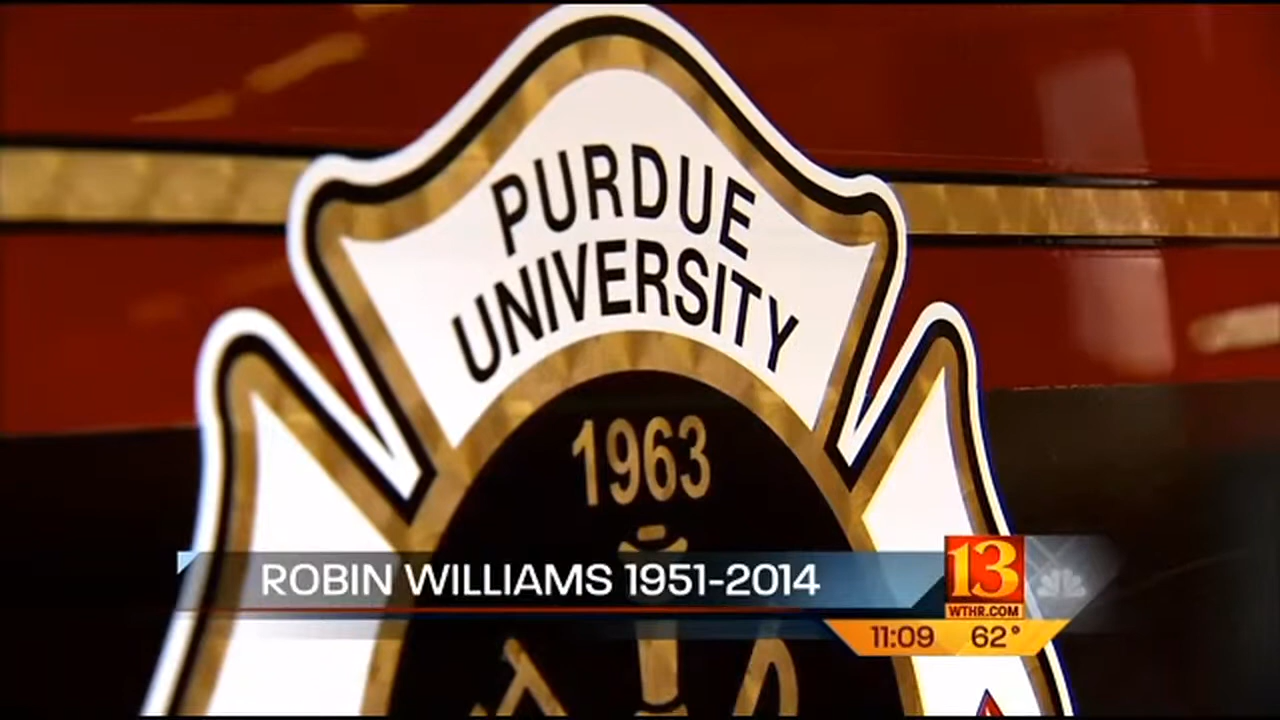 PURDUE
UNIVERSITY
1963
ROBIN WILLIAMS 1951-2014
13
WTHR.COM
11:09 62°